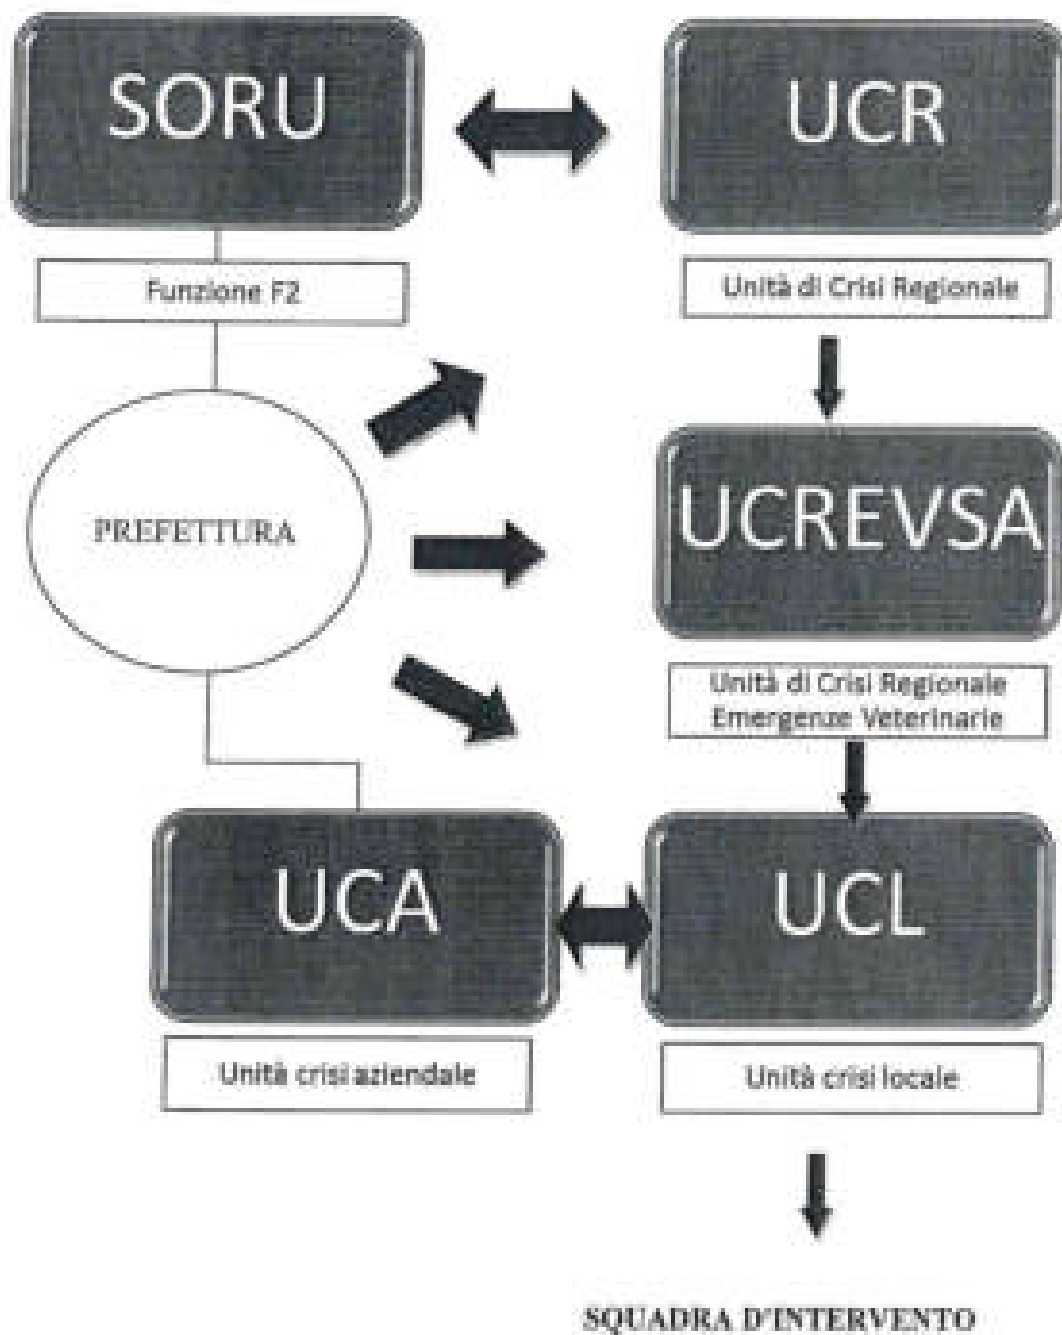 SORU
UCR
Funzione F2
Unità di Crisi Regionale
PREFETTURA
UCREVSA
Unità di Crisi Regionale
Emergenze Veterinarie
UCA
UCL
Unità crisi aziendale
Unità crisi locale
SQUADRA D'INTERVENTO